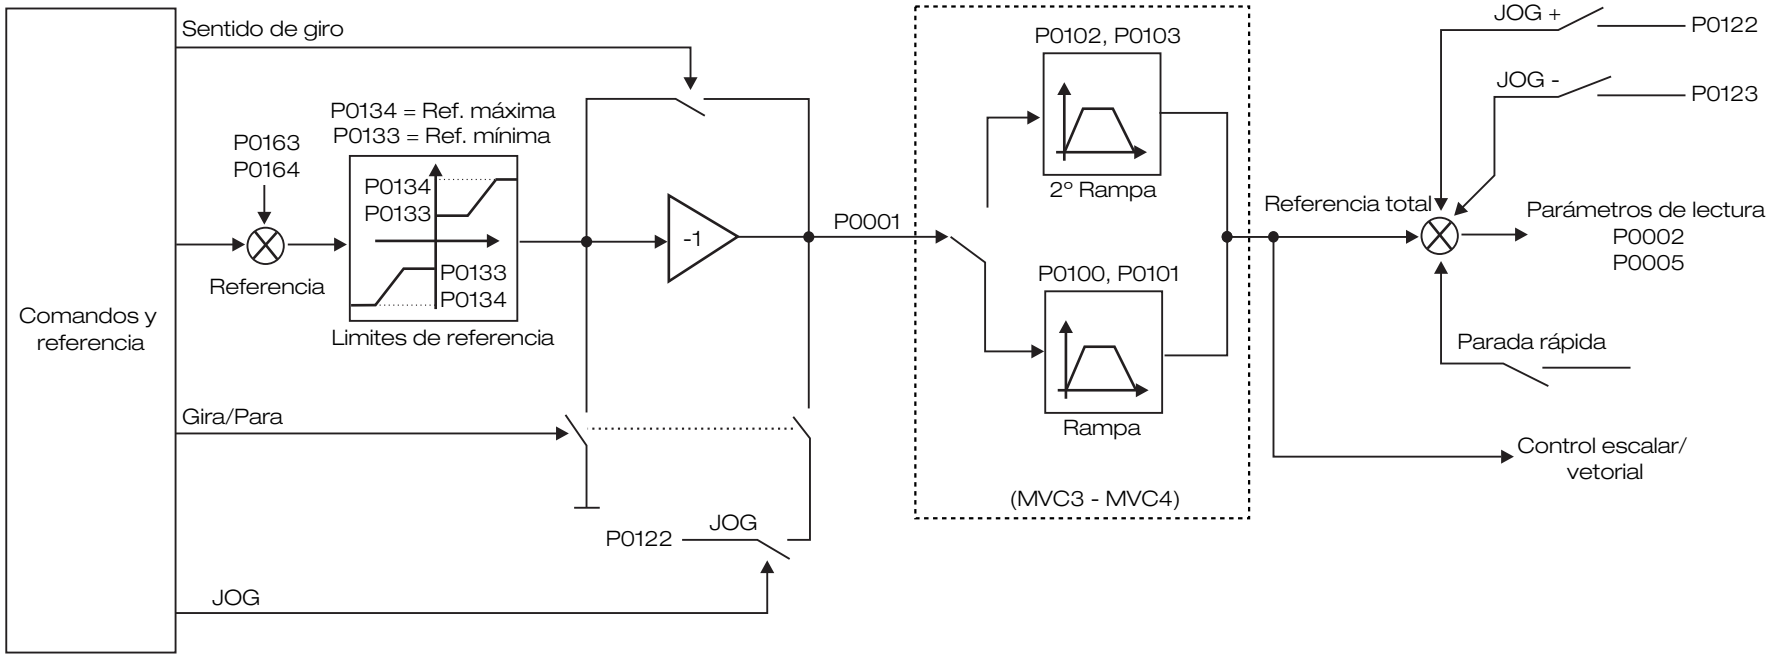 Sentido de giro
P0134 = Ref. máxima
P0133 = Ref. mínima
P0163
P0164
P0134
P0133
P0133
P0134
Referencia
Limites de referencia
Comandos y
referencia
-1
P0001
Gira/Para
P0122
JOG
JOG
P0102, P0103
2º Rampa
P0100, P0101
Rampa
(MVC3 - MVC4)
JOG +
P0122
JOG -
P0123
Referencia total
Parámetros de lectura
P0002
P0005
Parada rápida
Control escalar/
vetorial